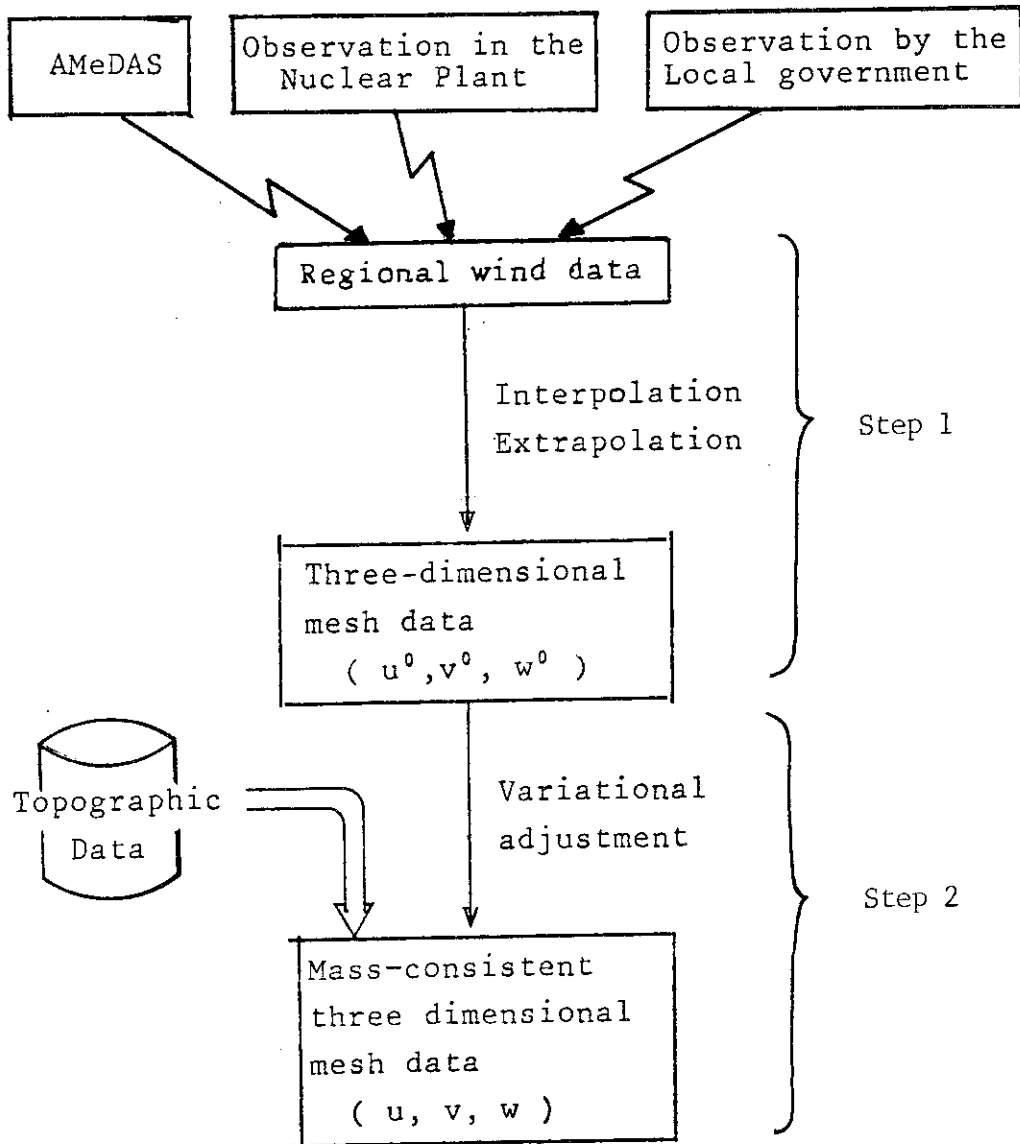 AMeDAS
Observation in the
Nuclear Plant
Observation by the
Local government
Regional wind data
Interpolation
Extrapolation
Step 1
Three-dimensional
mesh data
( u⁰,v⁰, w⁰ )
Topographic
Data
Variational
adjustment
Step 2
Mass-consistent
three dimensional
mesh data
( u, v, w )